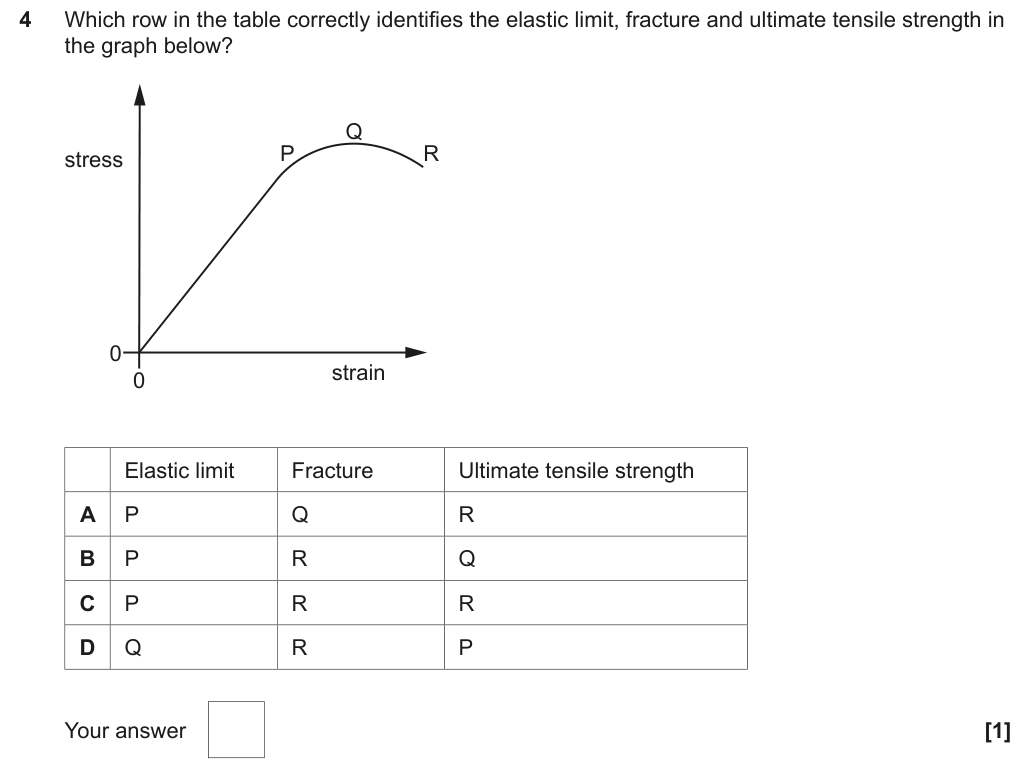 4 Which row in the table correctly identifies the elastic limit, fracture and ultimate tensile strength in
the graph below?
Q
P
R
stress
0
0
strain
Elastic limit Fracture Ultimate tensile strength
A P Q R
B P R Q
C P R R
D Q R P
Your answer [1]